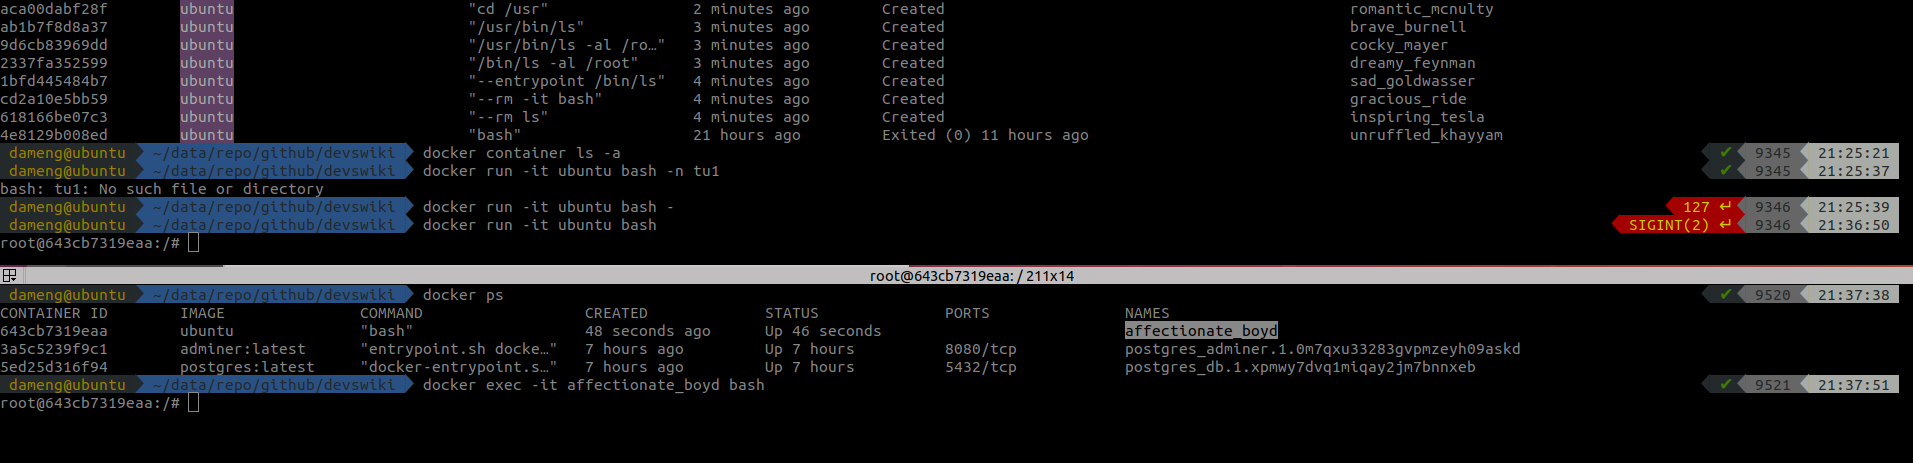 aca00dabf28f ubuntu "cd /usr" 2 minutes ago Created romantic_mcnulty
ab1b7f8d8a37 ubuntu "/usr/bin/ls" 3 minutes ago Created brave_burnell
9d6cb83969dd ubuntu "/usr/bin/ls -al /ro…" 3 minutes ago Created cocky_mayer
2337fa352599 ubuntu "/bin/ls -al /root" 3 minutes ago Created dreamy_feynman
1bfd445484b7 ubuntu "--entrypoint /bin/ls" 4 minutes ago Created sad_goldwasser
cd2a10e5bb59 ubuntu "--rm -it bash" 4 minutes ago Created gracious_ride
618166be07c3 ubuntu "--rm ls" 4 minutes ago Created inspiring_tesla
4e8129b008ed ubuntu "bash" 21 hours ago Exited (0) 11 hours ago unruffled_khayyam
dameng@ubuntu ~/data/repo/github/devswiki docker container ls -a ✔ 9345 21:25:21
dameng@ubuntu ~/data/repo/github/devswiki docker run -it ubuntu bash -n tu1 ✔ 9345 21:25:37
bash: tu1: No such file or directory
dameng@ubuntu ~/data/repo/github/devswiki docker run -it ubuntu bash - 127 ↵ 9346 21:25:39
dameng@ubuntu ~/data/repo/github/devswiki docker run -it ubuntu bash SIGINT(2) ↵ 9346 21:36:50
root@643cb7319eaa:/#
root@643cb7319eaa: / 211x14
dameng@ubuntu ~/data/repo/github/devswiki docker ps ✔ 9520 21:37:38
CONTAINER ID IMAGE COMMAND CREATED STATUS PORTS NAMES
643cb7319eaa ubuntu "bash" 48 seconds ago Up 46 seconds affectionate_boyd
3a5c5239f9c1 adminer:latest "entrypoint.sh docke…" 7 hours ago Up 7 hours 8080/tcp postgres_adminer.1.0m7qxu33283gvpmzeyh09askd
5ed25d316f94 postgres:latest "docker-entrypoint.s…" 7 hours ago Up 7 hours 5432/tcp postgres_db.1.xpmwy7dvq1miqay2jm7bnnxeb
dameng@ubuntu ~/data/repo/github/devswiki docker exec -it affectionate_boyd bash ✔ 9521 21:37:51
root@643cb7319eaa:/#